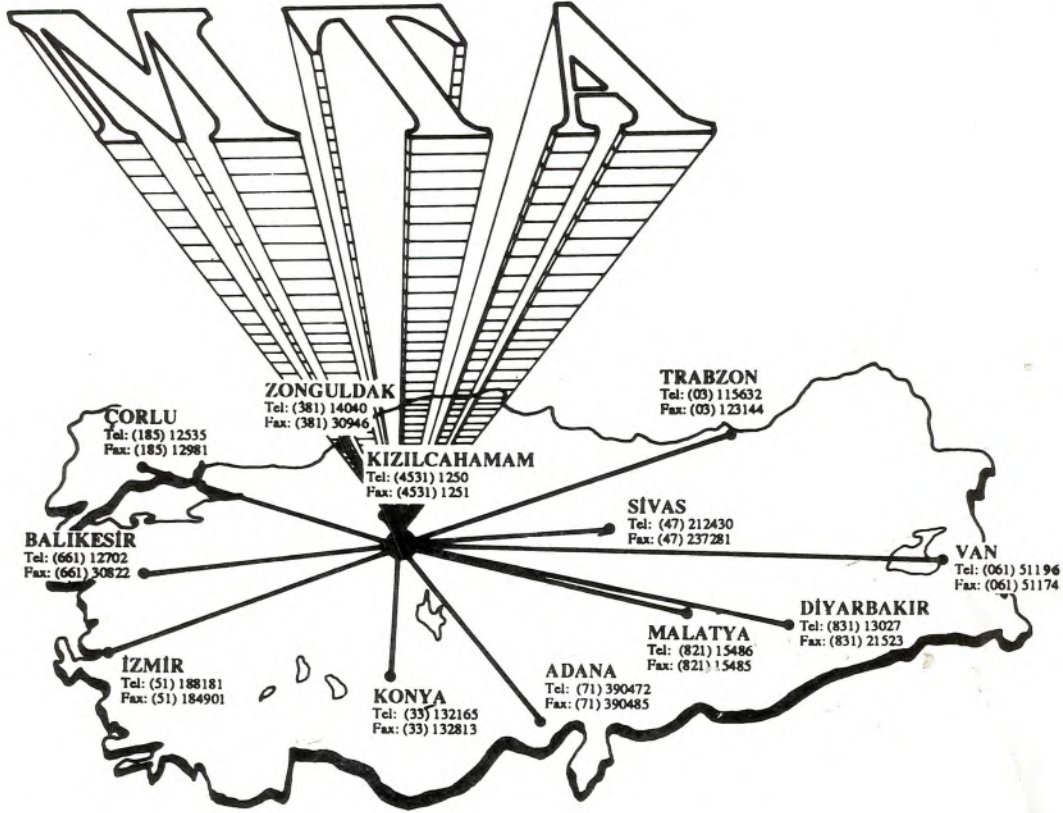 MTA
ZONGULDAK
Tel: (381) 14040
Fax: (381) 30946
TRABZON
Tel: (03) 115632
Fax: (03) 123144
ÇORLU
Tel: (185) 12535
Fax: (185) 12981
KIZILCAHAMAM
Tel: (4531) 1250
Fax: (4531) 1251
SİVAS
Tel: (47) 212430
Fax: (47) 237281
BALIKESİR
Tel: (661) 12702
Fax: (661) 30822
VAN
Tel: (061) 51196
Fax: (061) 51174
DİYARBAKIR
Tel: (831) 13027
Fax: (831) 21523
MALATYA
Tel: (821) 15486
Fax: (821) 15485
İZMİR
Tel: (51) 188181
Fax: (51) 184901
KONYA
Tel: (33) 132165
Fax: (33) 132813
ADANA
Tel: (71) 390472
Fax: (71) 390485